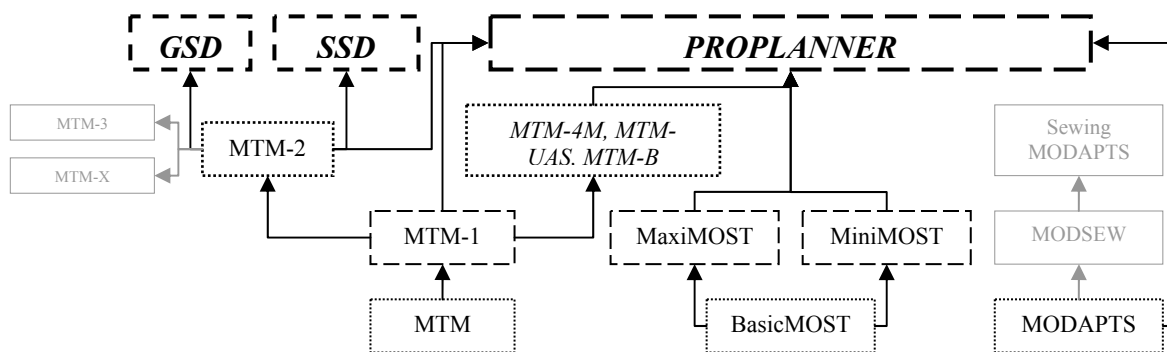 GSD
SSD
PROPLANNER
MTM-3
MTM-X
MTM-2
MTM-4M, MTM-
UAS. MTM-B
Sewing
MODAPTS
MTM-1
MaxiMOST
MiniMOST
MODSEW
MTM
BasicMOST
MODAPTS